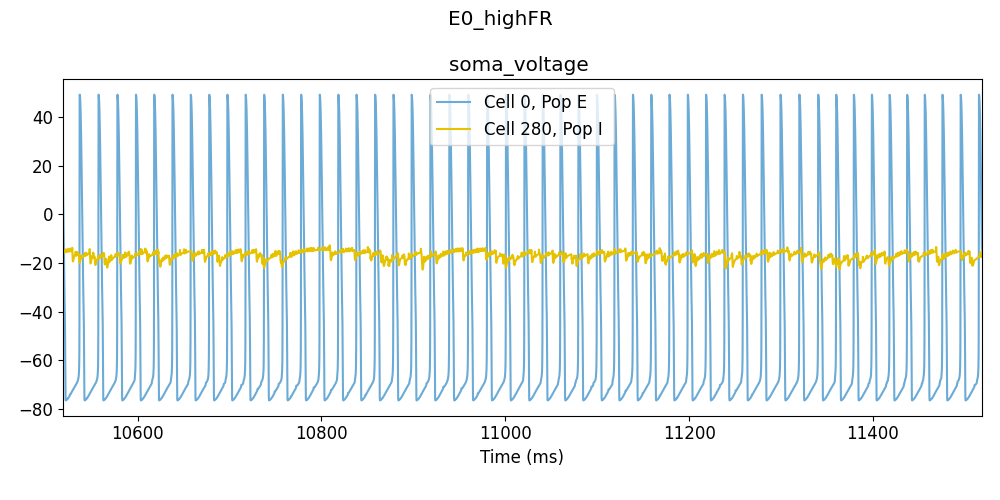 E0_highFR
soma_voltage
Cell 0, Pop E
Cell 280, Pop I
40
20
0
−20
−40
−60
−80
10600
10800
11000
11200
11400
Time (ms)